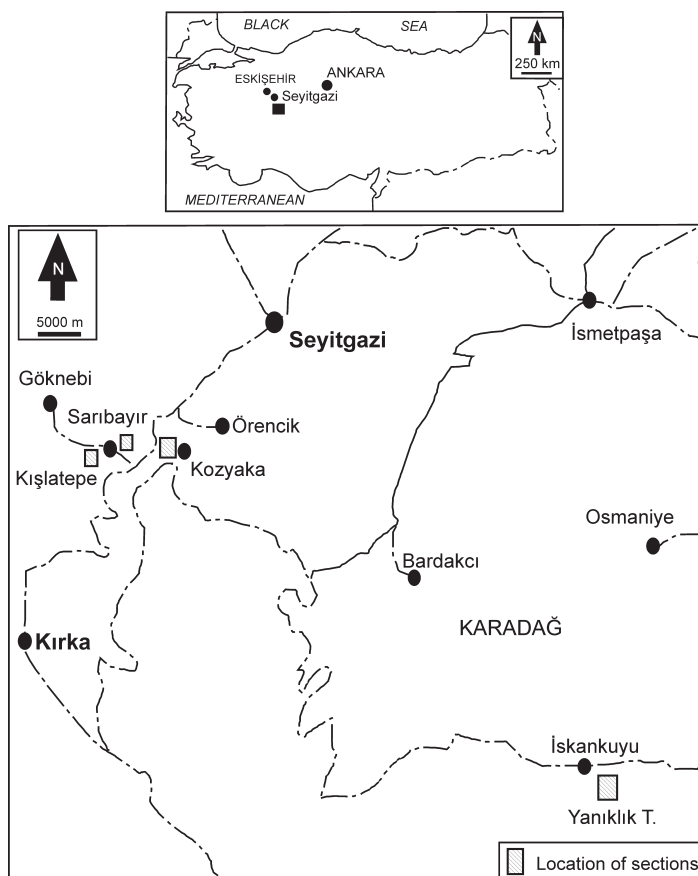 BLACK SEA
N
250 km
ANKARA
ESKİŞEHİR
Seyitgazi
MEDITERRANEAN
N
5000 m
Seyitgazi
İsmetpaşa
Göknebi
Sarıbayır
Örencik
Kışlatepe
Kozyaka
Osmaniye
Bardakcı
KARADAĞ
Kırka
İskankuyu
Yanıklık T.
Location of sections